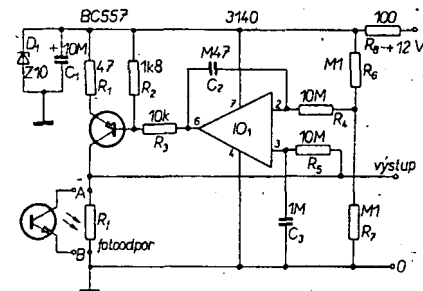 BC557 3140 100
R8 +12 V
D1 Z10 + 10M C1
47 R1
1k8 R2
M47 C2
M1 R6
10k R3
6 7 2 3 4 IO1
10M R4
10M R5
výstup
A
R1 fotoodpor
B
1M C3
M1 R7
0